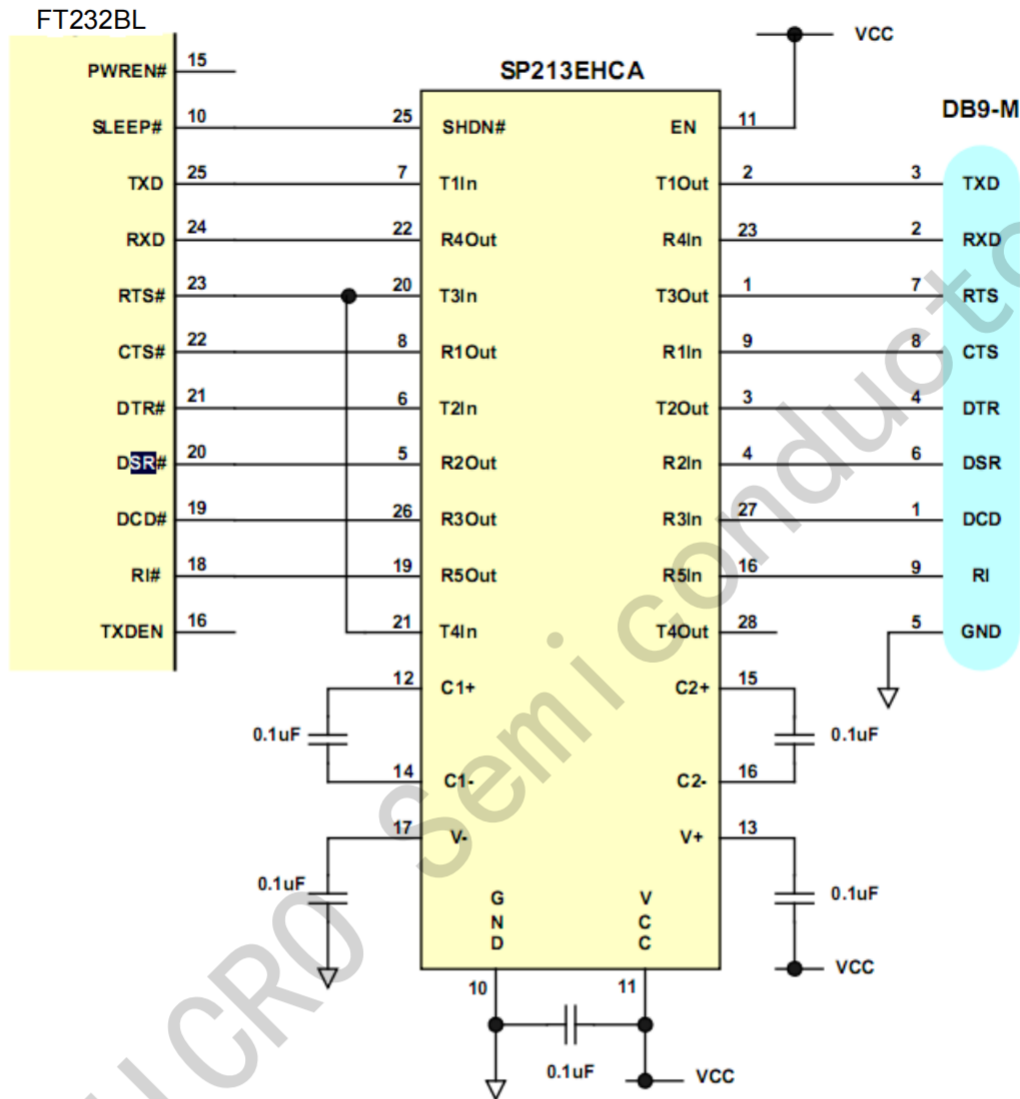 FT232BL
PWREN# 15
SLEEP# 10
TXD 25
RXD 24
RTS# 23
CTS# 22
DTR# 21
DSR# 20
DCD# 19
RI# 18
TXDEN 16
SP213EHCA
25 SHDN# EN 11
7 T1In T1Out 2
22 R4Out R4In 23
20 T3In T3Out 1
8 R1Out R1In 9
6 T2In T2Out 3
5 R2Out R2In 4
26 R3Out R3In 27
19 R5Out R5In 16
21 T4In T4Out 28
12 C1+ C2+ 15
14 C1- C2- 16
17 V- V+ 13
GND VCC
10 11
0.1uF
0.1uF
0.1uF
0.1uF
0.1uF
VCC
VCC
VCC
DB9-M
3 TXD
2 RXD
7 RTS
8 CTS
4 DTR
6 DSR
1 DCD
9 RI
5 GND
Semiconducto